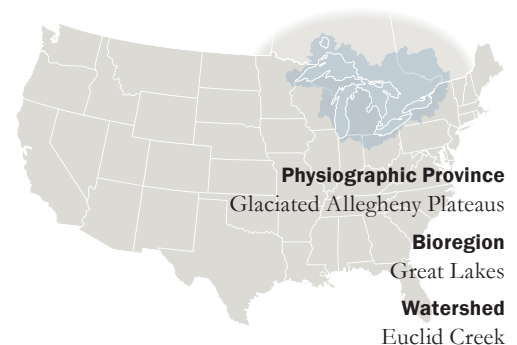 Physiographic Province
Glaciated Allegheny Plateaus
Bioregion
Great Lakes
Watershed
Euclid Creek